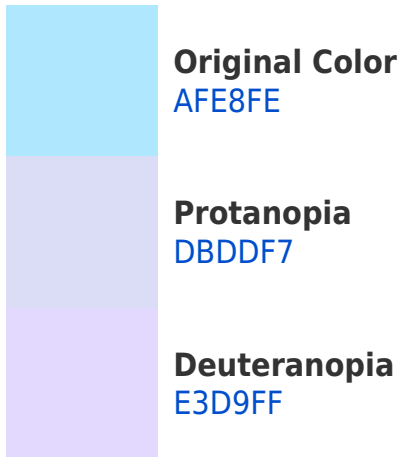 Original Color
AFE8FE
Protanopia
DBDDF7
Deuteranopia
E3D9FF